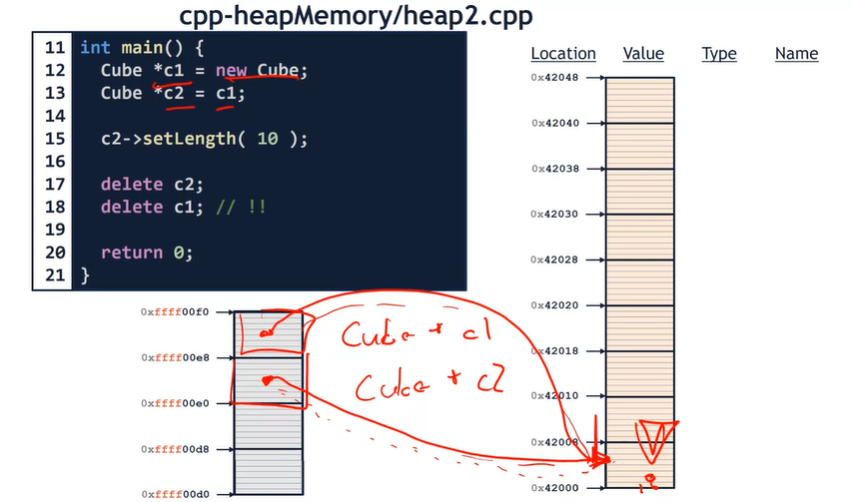 cpp-heapMemory/heap2.cpp
11 int main() {
12 Cube *c1 = new Cube;
13 Cube *c2 = c1;
14
15 c2->setLength( 10 );
16
17 delete c2;
18 delete c1; // !!
19
20 return 0;
21 }
Location Value Type Name
0x42048
0x42040
0x42038
0x42030
0x42028
0x42020
0x42018
0x42010
0x42008
0x42000
0xffff00f0
0xffff00e8
0xffff00e0
0xffff00d8
0xffff00d0
Cube * c1
Cube * c2